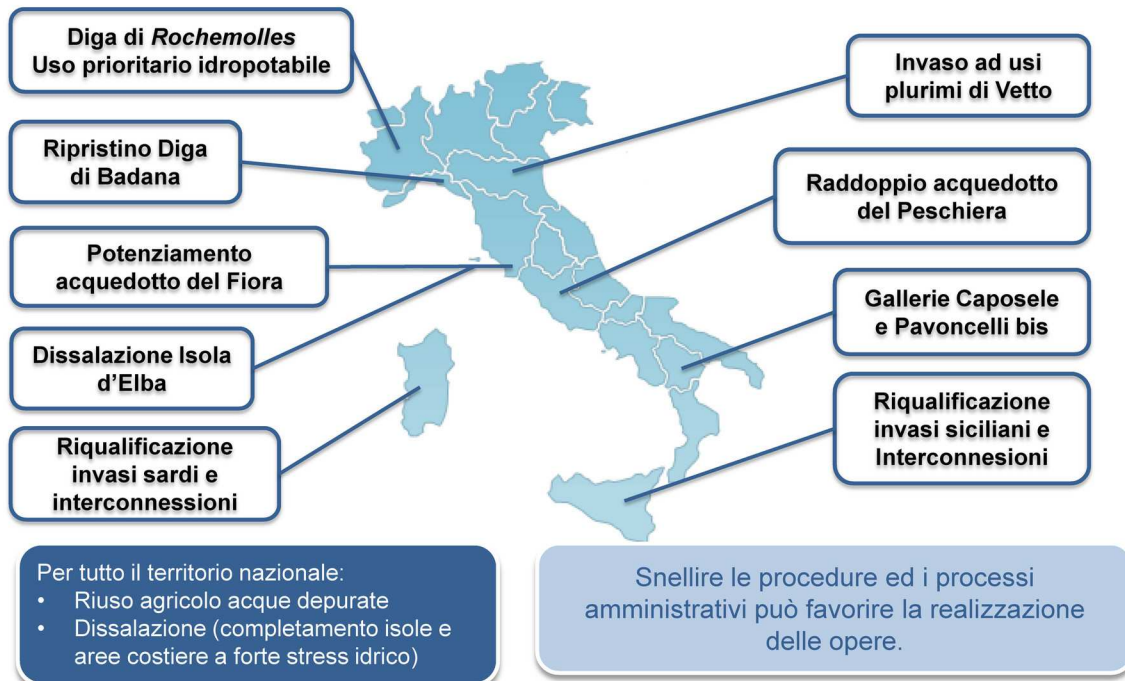 Diga di Rochemolles
Uso prioritario idropotabile
Ripristino Diga
di Badana
Potenziamento
acquedotto del Fiora
Dissalazione Isola
d'Elba
Riqualificazione
invasi sardi e
interconnessioni
Invaso ad usi
plurimi di Vetto
Raddoppio acquedotto
del Peschiera
Gallerie Caposele
e Pavoncelli bis
Riqualificazione
invasi siciliani e
Interconnesioni
Per tutto il territorio nazionale:
• Riuso agricolo acque depurate
• Dissalazione (completamento isole e
aree costiere a forte stress idrico)
Snellire le procedure ed i processi
amministrativi può favorire la realizzazione
delle opere.